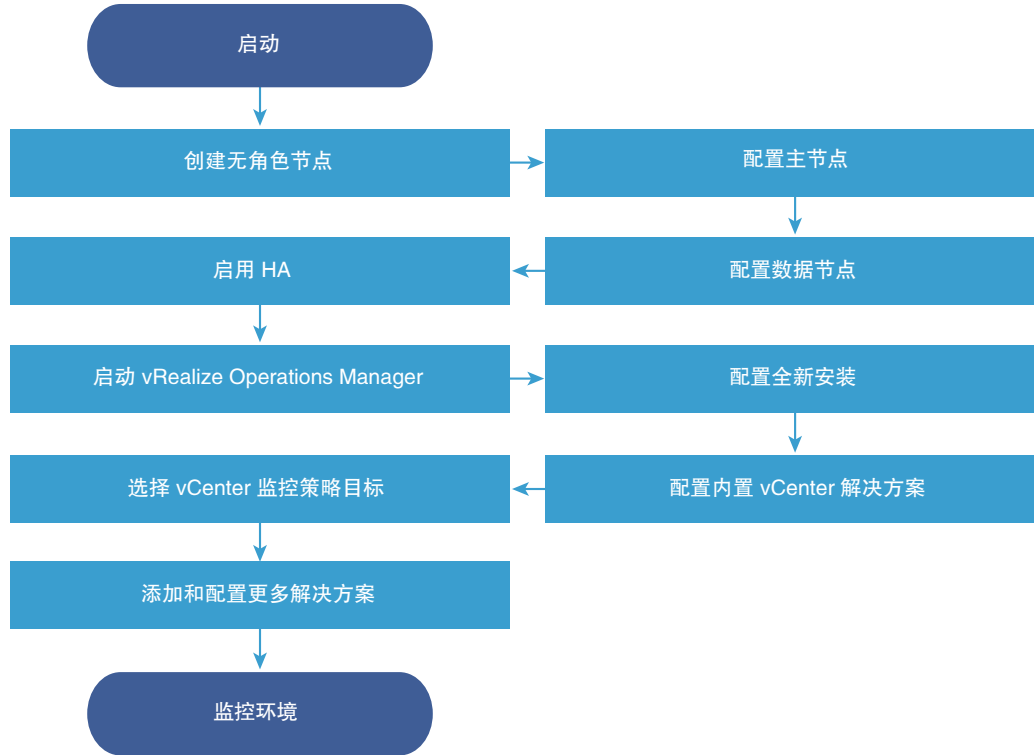 启动
创建无角色节点
配置主节点
配置数据节点
启用 HA
启动 vRealize Operations Manager
配置全新安装
配置内置 vCenter 解决方案
选择 vCenter 监控策略目标
添加和配置更多解决方案
监控环境